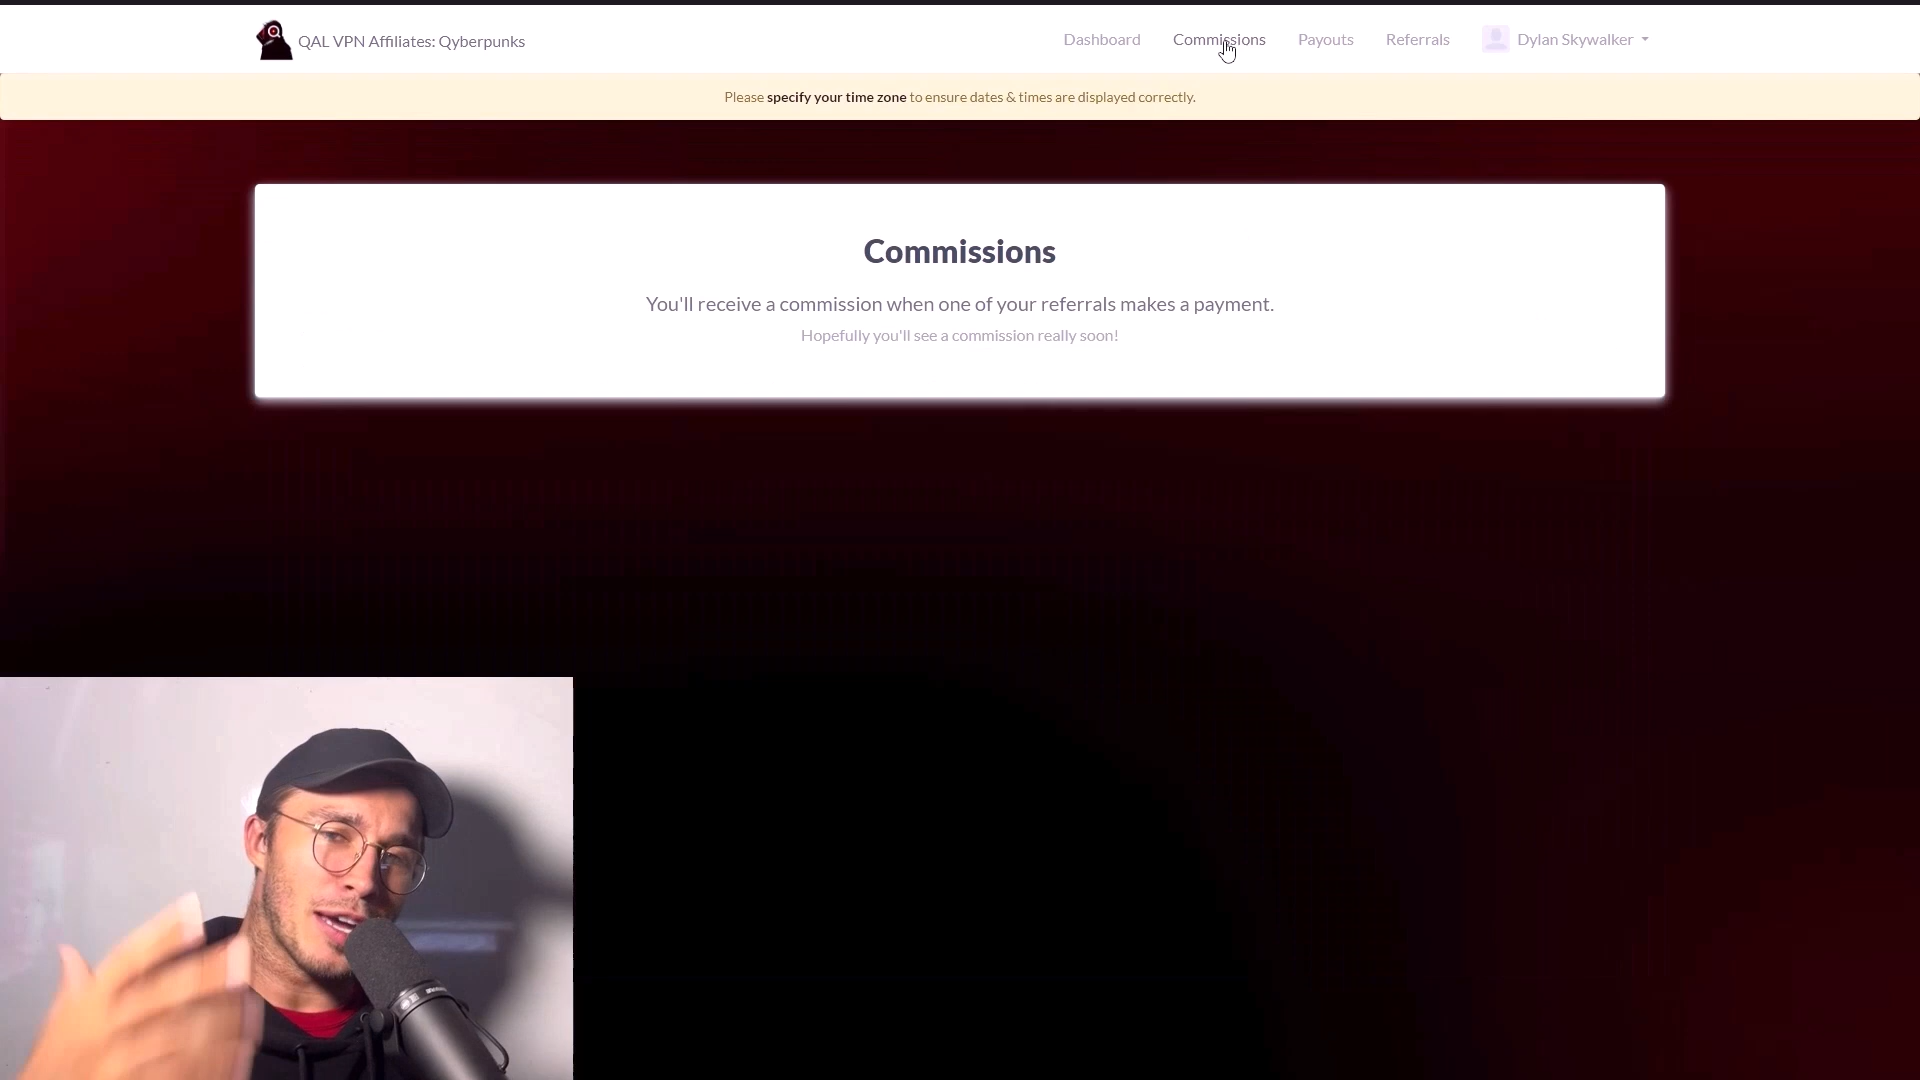 QAL VPN Affiliates: Qyberpunks
Dashboard
Commissions
Payouts
Referrals
Dylan Skywalker
Please specify your time zone to ensure dates & times are displayed correctly.
Commissions
You'll receive a commission when one of your referrals makes a payment.
Hopefully you'll see a commission really soon!